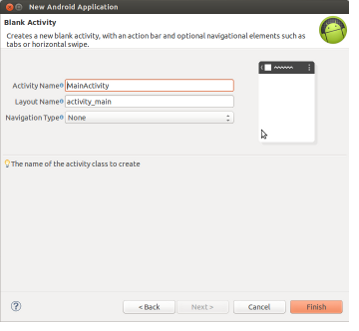 New Android Application
Blank Activity
Creates a new blank activity, with an action bar and optional navigational elements such as
tabs or horizontal swipe.
Activity Name MainActivity
Layout Name activity_main
Navigation Type None
The name of the activity class to create
? < Back Next > Cancel Finish